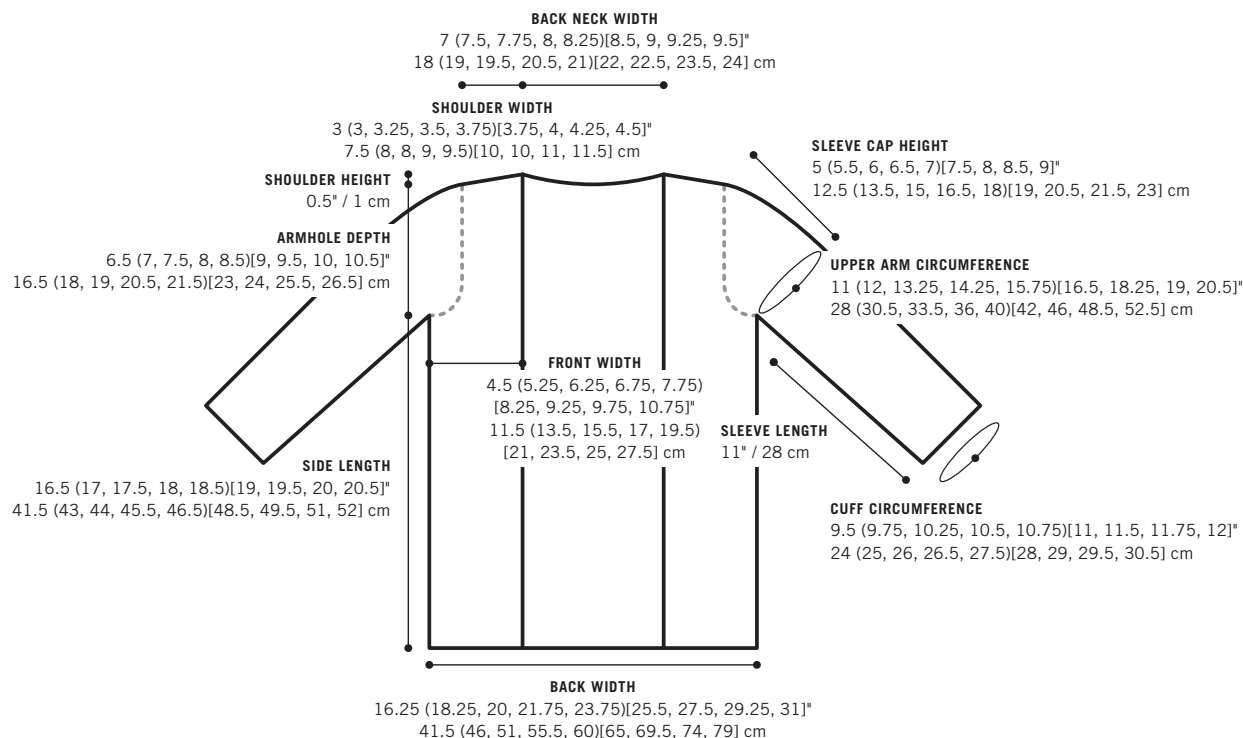 BACK NECK WIDTH
7 (7.5, 7.75, 8, 8.25)[8.5, 9, 9.25, 9.5]"
18 (19, 19.5, 20.5, 21)[22, 22.5, 23.5, 24] cm
SHOULDER WIDTH
3 (3, 3.25, 3.5, 3.75)[3.75, 4, 4.25, 4.5]"
7.5 (8, 8, 9, 9.5)[10, 10, 11, 11.5] cm
SLEEVE CAP HEIGHT
5 (5.5, 6, 6.5, 7)[7.5, 8, 8.5, 9]"
12.5 (13.5, 15, 16.5, 18)[19, 20.5, 21.5, 23] cm
SHOULDER HEIGHT
0.5" / 1 cm
ARMHOLE DEPTH
6.5 (7, 7.5, 8, 8.5)[9, 9.5, 10, 10.5]"
16.5 (18, 19, 20.5, 21.5)[23, 24, 25.5, 26.5] cm
UPPER ARM CIRCUMFERENCE
11 (12, 13.25, 14.25, 15.75)[16.5, 18.25, 19, 20.5]"
28 (30.5, 33.5, 36, 40)[42, 46, 48.5, 52.5] cm
FRONT WIDTH
4.5 (5.25, 6.25, 6.75, 7.75)
[8.25, 9.25, 9.75, 10.75]"
11.5 (13.5, 15.5, 17, 19.5)
[21, 23.5, 25, 27.5] cm
SLEEVE LENGTH
11" / 28 cm
SIDE LENGTH
16.5 (17, 17.5, 18, 18.5)[19, 19.5, 20, 20.5]"
41.5 (43, 44, 45.5, 46.5)[48.5, 49.5, 51, 52] cm
CUFF CIRCUMFERENCE
9.5 (9.75, 10.25, 10.5, 10.75)[11, 11.5, 11.75, 12]"
24 (25, 26, 26.5, 27.5)[28, 29, 29.5, 30.5] cm
BACK WIDTH
16.25 (18.25, 20, 21.75, 23.75)[25.5, 27.5, 29.25, 31]"
41.5 (46, 51, 55.5, 60)[65, 69.5, 74, 79] cm